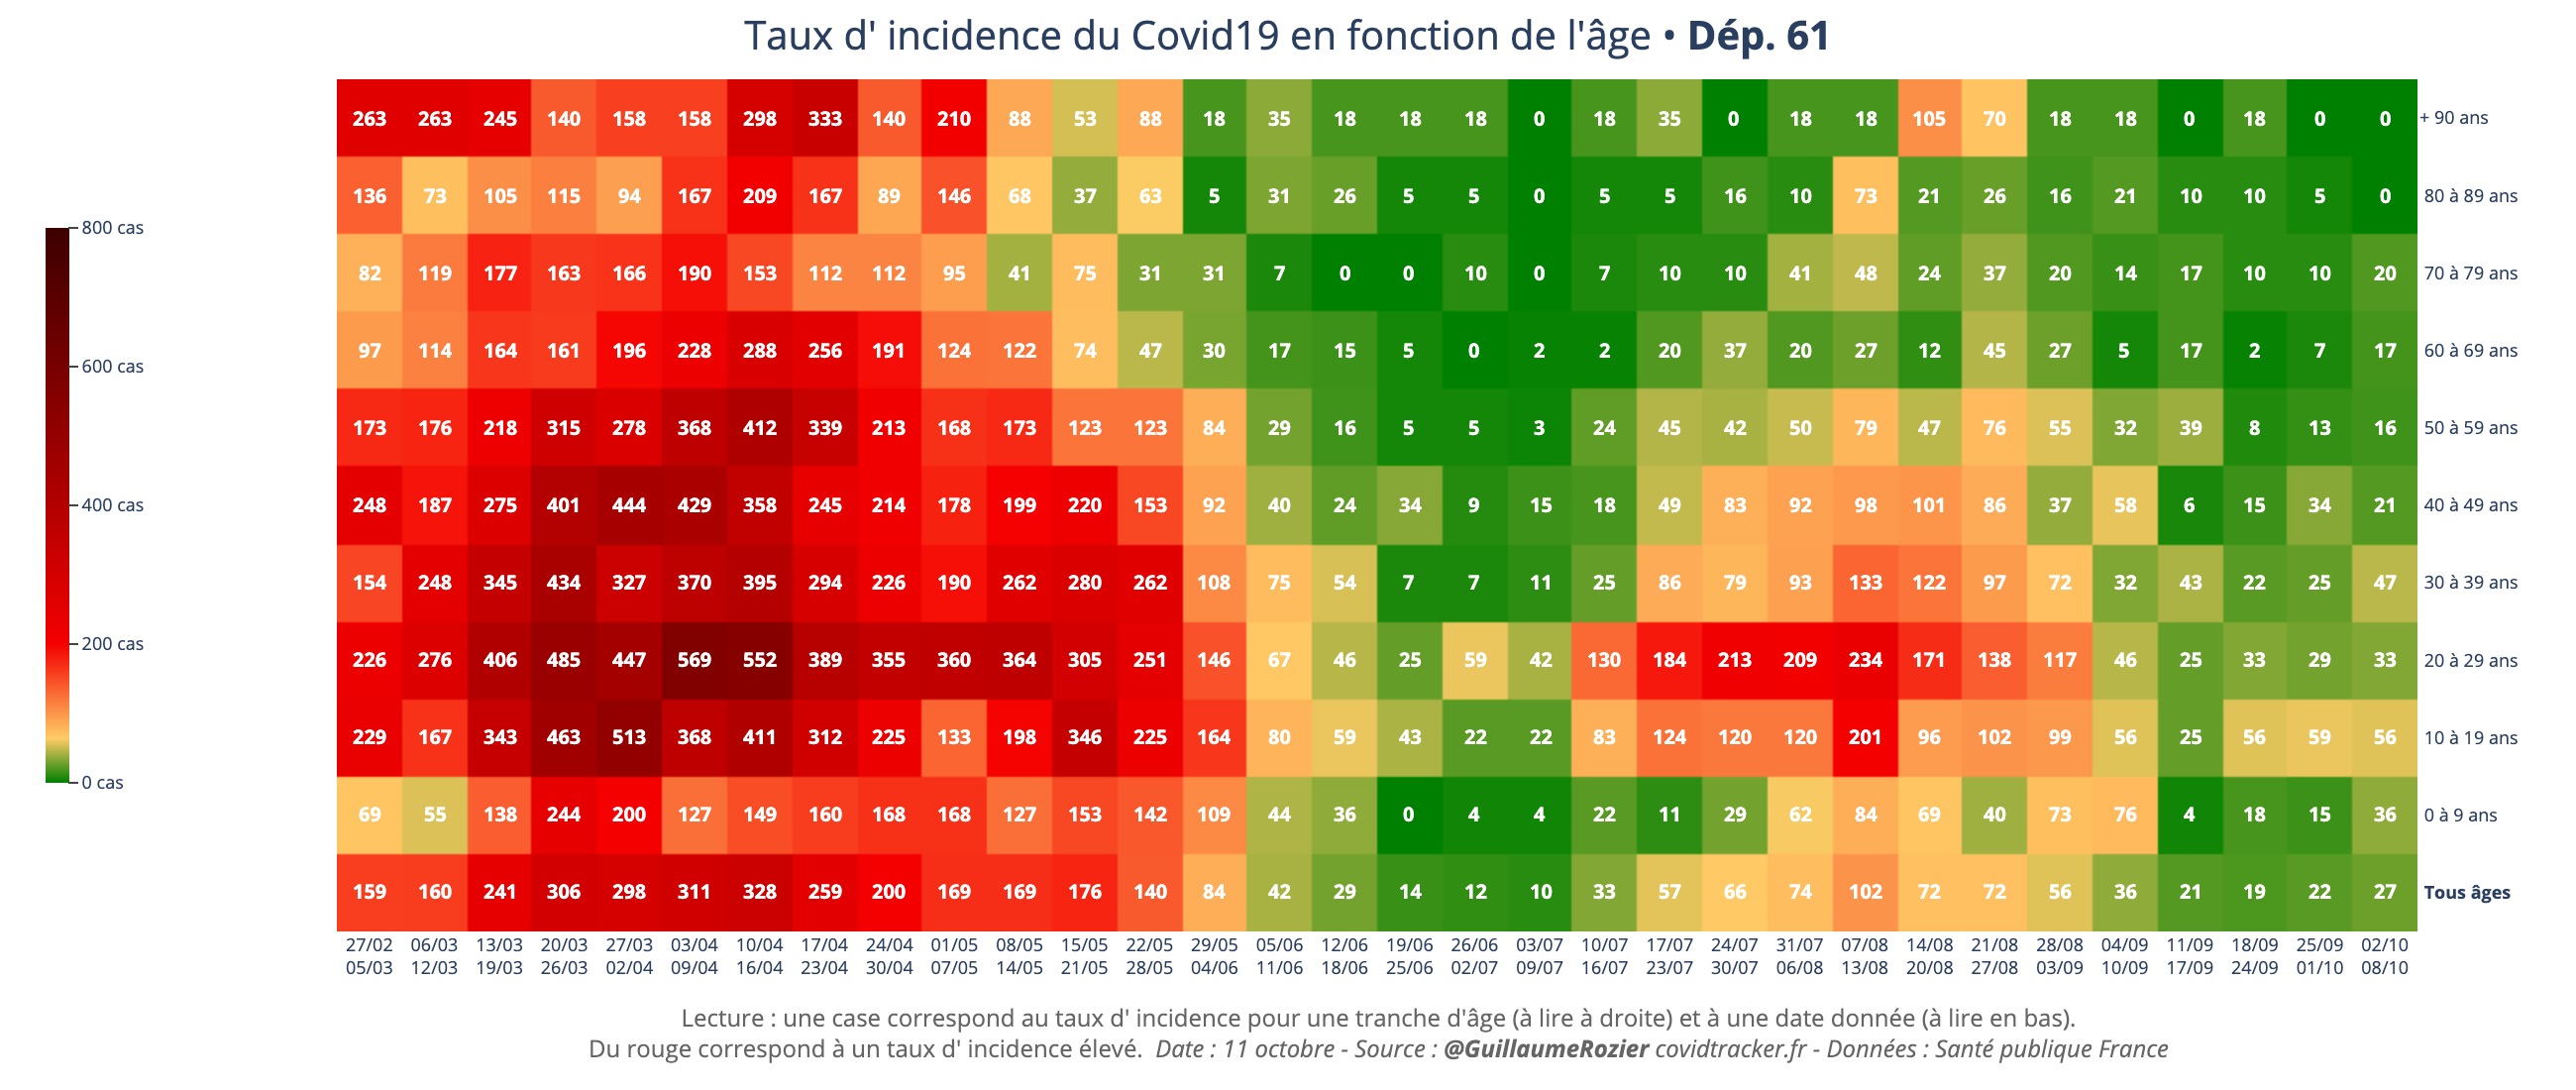 Taux d' incidence du Covid19 en fonction de l'âge • Dép. 61
800 cas
600 cas
400 cas
200 cas
0 cas
263 263 245 140 158 158 298 333 140 210 88 53 88 18 35 18 18 18 0 18 35 0 18 18 105 70 18 18 0 18 0 0 + 90 ans
136 73 105 115 94 167 209 167 89 146 68 37 63 5 31 26 5 5 0 5 5 16 10 73 21 26 16 21 10 10 5 0 80 à 89 ans
82 119 177 163 166 190 153 112 112 95 41 75 31 31 7 0 0 10 0 7 10 10 41 48 24 37 20 14 17 10 10 20 70 à 79 ans
97 114 164 161 196 228 288 256 191 124 122 74 47 30 17 15 5 0 2 2 20 37 20 27 12 45 27 5 17 2 7 17 60 à 69 ans
173 176 218 315 278 368 412 339 213 168 173 123 123 84 29 16 5 5 3 24 45 42 50 79 47 76 55 32 39 8 13 16 50 à 59 ans
248 187 275 401 444 429 358 245 214 178 199 220 153 92 40 24 34 9 15 18 49 83 92 98 101 86 37 58 6 15 34 21 40 à 49 ans
154 248 345 434 327 370 395 294 226 190 262 280 262 108 75 54 7 7 11 25 86 79 93 133 122 97 72 32 43 22 25 47 30 à 39 ans
226 276 406 485 447 569 552 389 355 360 364 305 251 146 67 46 25 59 42 130 184 213 209 234 171 138 117 46 25 33 29 33 20 à 29 ans
229 167 343 463 513 368 411 312 225 133 198 346 225 164 80 59 43 22 22 83 124 120 120 201 96 102 99 56 25 56 59 56 10 à 19 ans
69 55 138 244 200 127 149 160 168 168 127 153 142 109 44 36 0 4 4 22 11 29 62 84 69 40 73 76 4 18 15 36 0 à 9 ans
159 160 241 306 298 311 328 259 200 169 169 176 140 84 42 29 14 12 10 33 57 66 74 102 72 72 56 36 21 19 22 27 Tous âges
27/02 06/03 13/03 20/03 27/03 03/04 10/04 17/04 24/04 01/05 08/05 15/05 22/05 29/05 05/06 12/06 19/06 26/06 03/07 10/07 17/07 24/07 31/07 07/08 14/08 21/08 28/08 04/09 11/09 18/09 25/09 02/10
05/03 12/03 19/03 26/03 02/04 09/04 16/04 23/04 30/04 07/05 14/05 21/05 28/05 04/06 11/06 18/06 25/06 02/07 09/07 16/07 23/07 30/07 06/08 13/08 20/08 27/08 03/09 10/09 17/09 24/09 01/10 08/10
Lecture : une case correspond au taux d' incidence pour une tranche d'âge (à lire à droite) et à une date donnée (à lire en bas).
Du rouge correspond à un taux d' incidence élevé. Date : 11 octobre - Source : @GuillaumeRozier covidtracker.fr - Données : Santé publique France